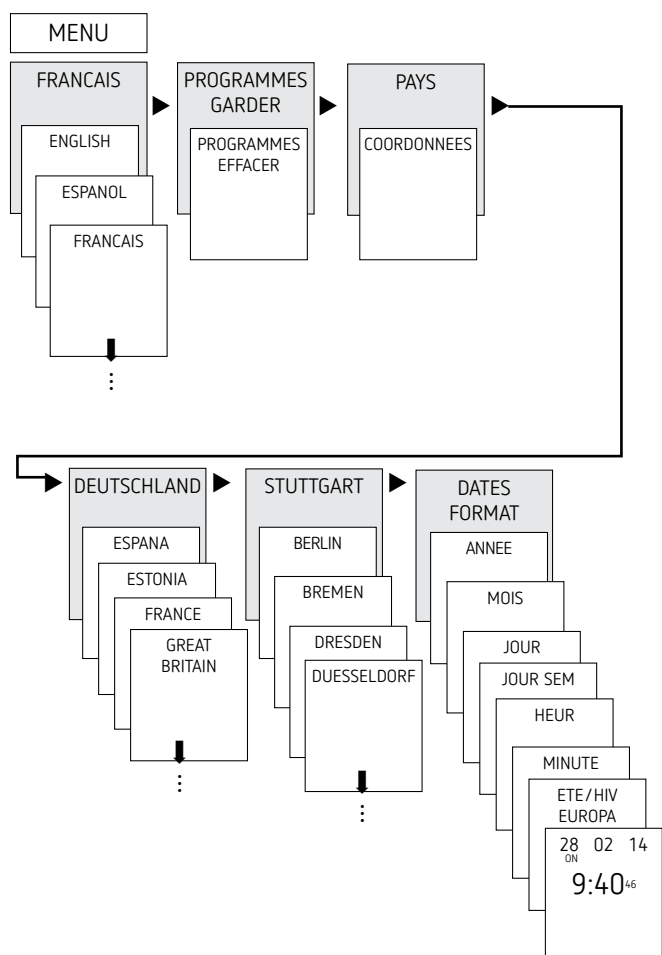 MENU
FRANCAIS
ENGLISH
ESPANOL
FRANCAIS
PROGRAMMES
GARDER
PROGRAMMES
EFFACER
PAYS
COORDONNEES
DEUTSCHLAND
ESPANA
ESTONIA
FRANCE
GREAT
BRITAIN
STUTTGART
BERLIN
BREMEN
DRESDEN
DUESSELDORF
DATES
FORMAT
ANNEE
MOIS
JOUR
JOUR SEM
HEUR
MINUTE
ETE/HIV
EUROPA
28 02 14
ON
9:40 46